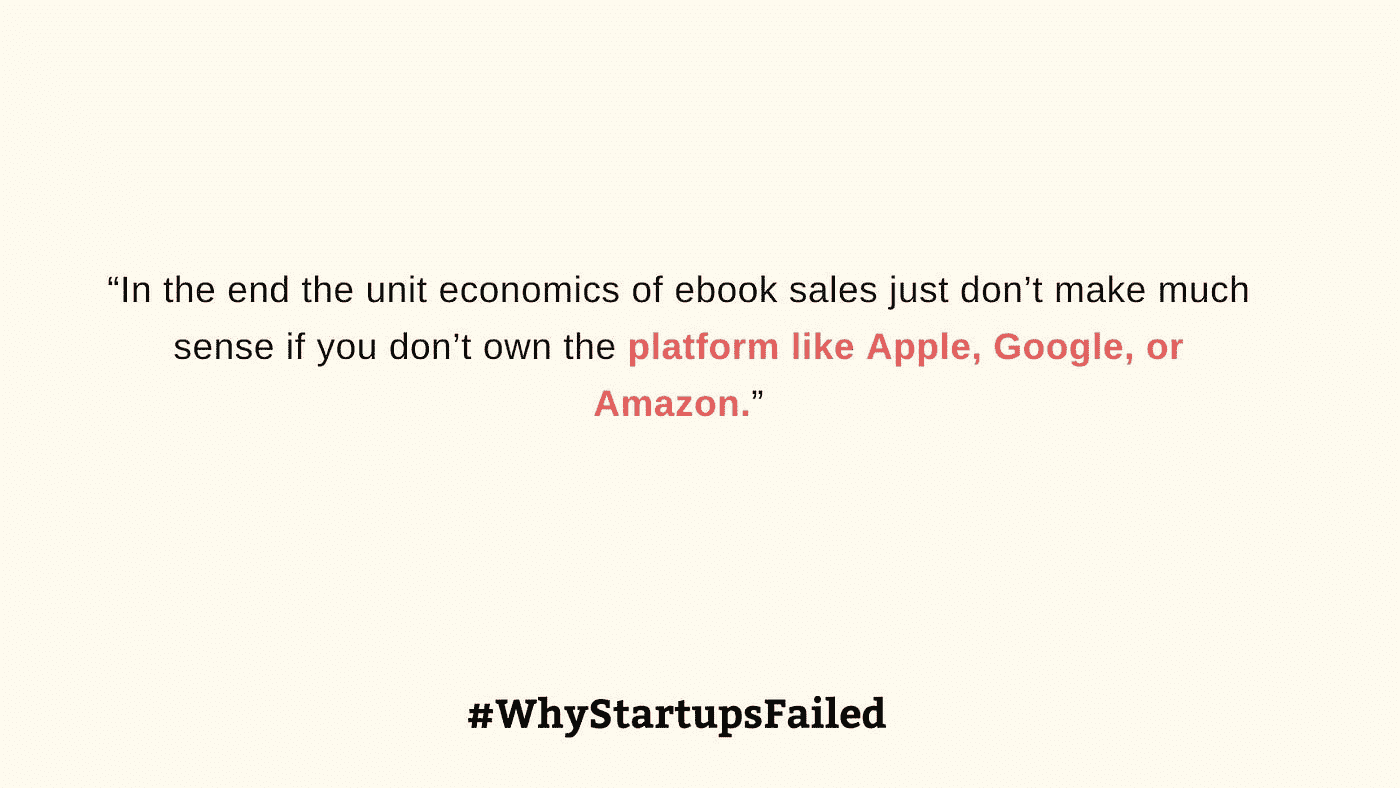 “In the end the unit economics of ebook sales just don’t make much
sense if you don’t own the platform like Apple, Google, or
Amazon.”
#WhyStartupsFailed